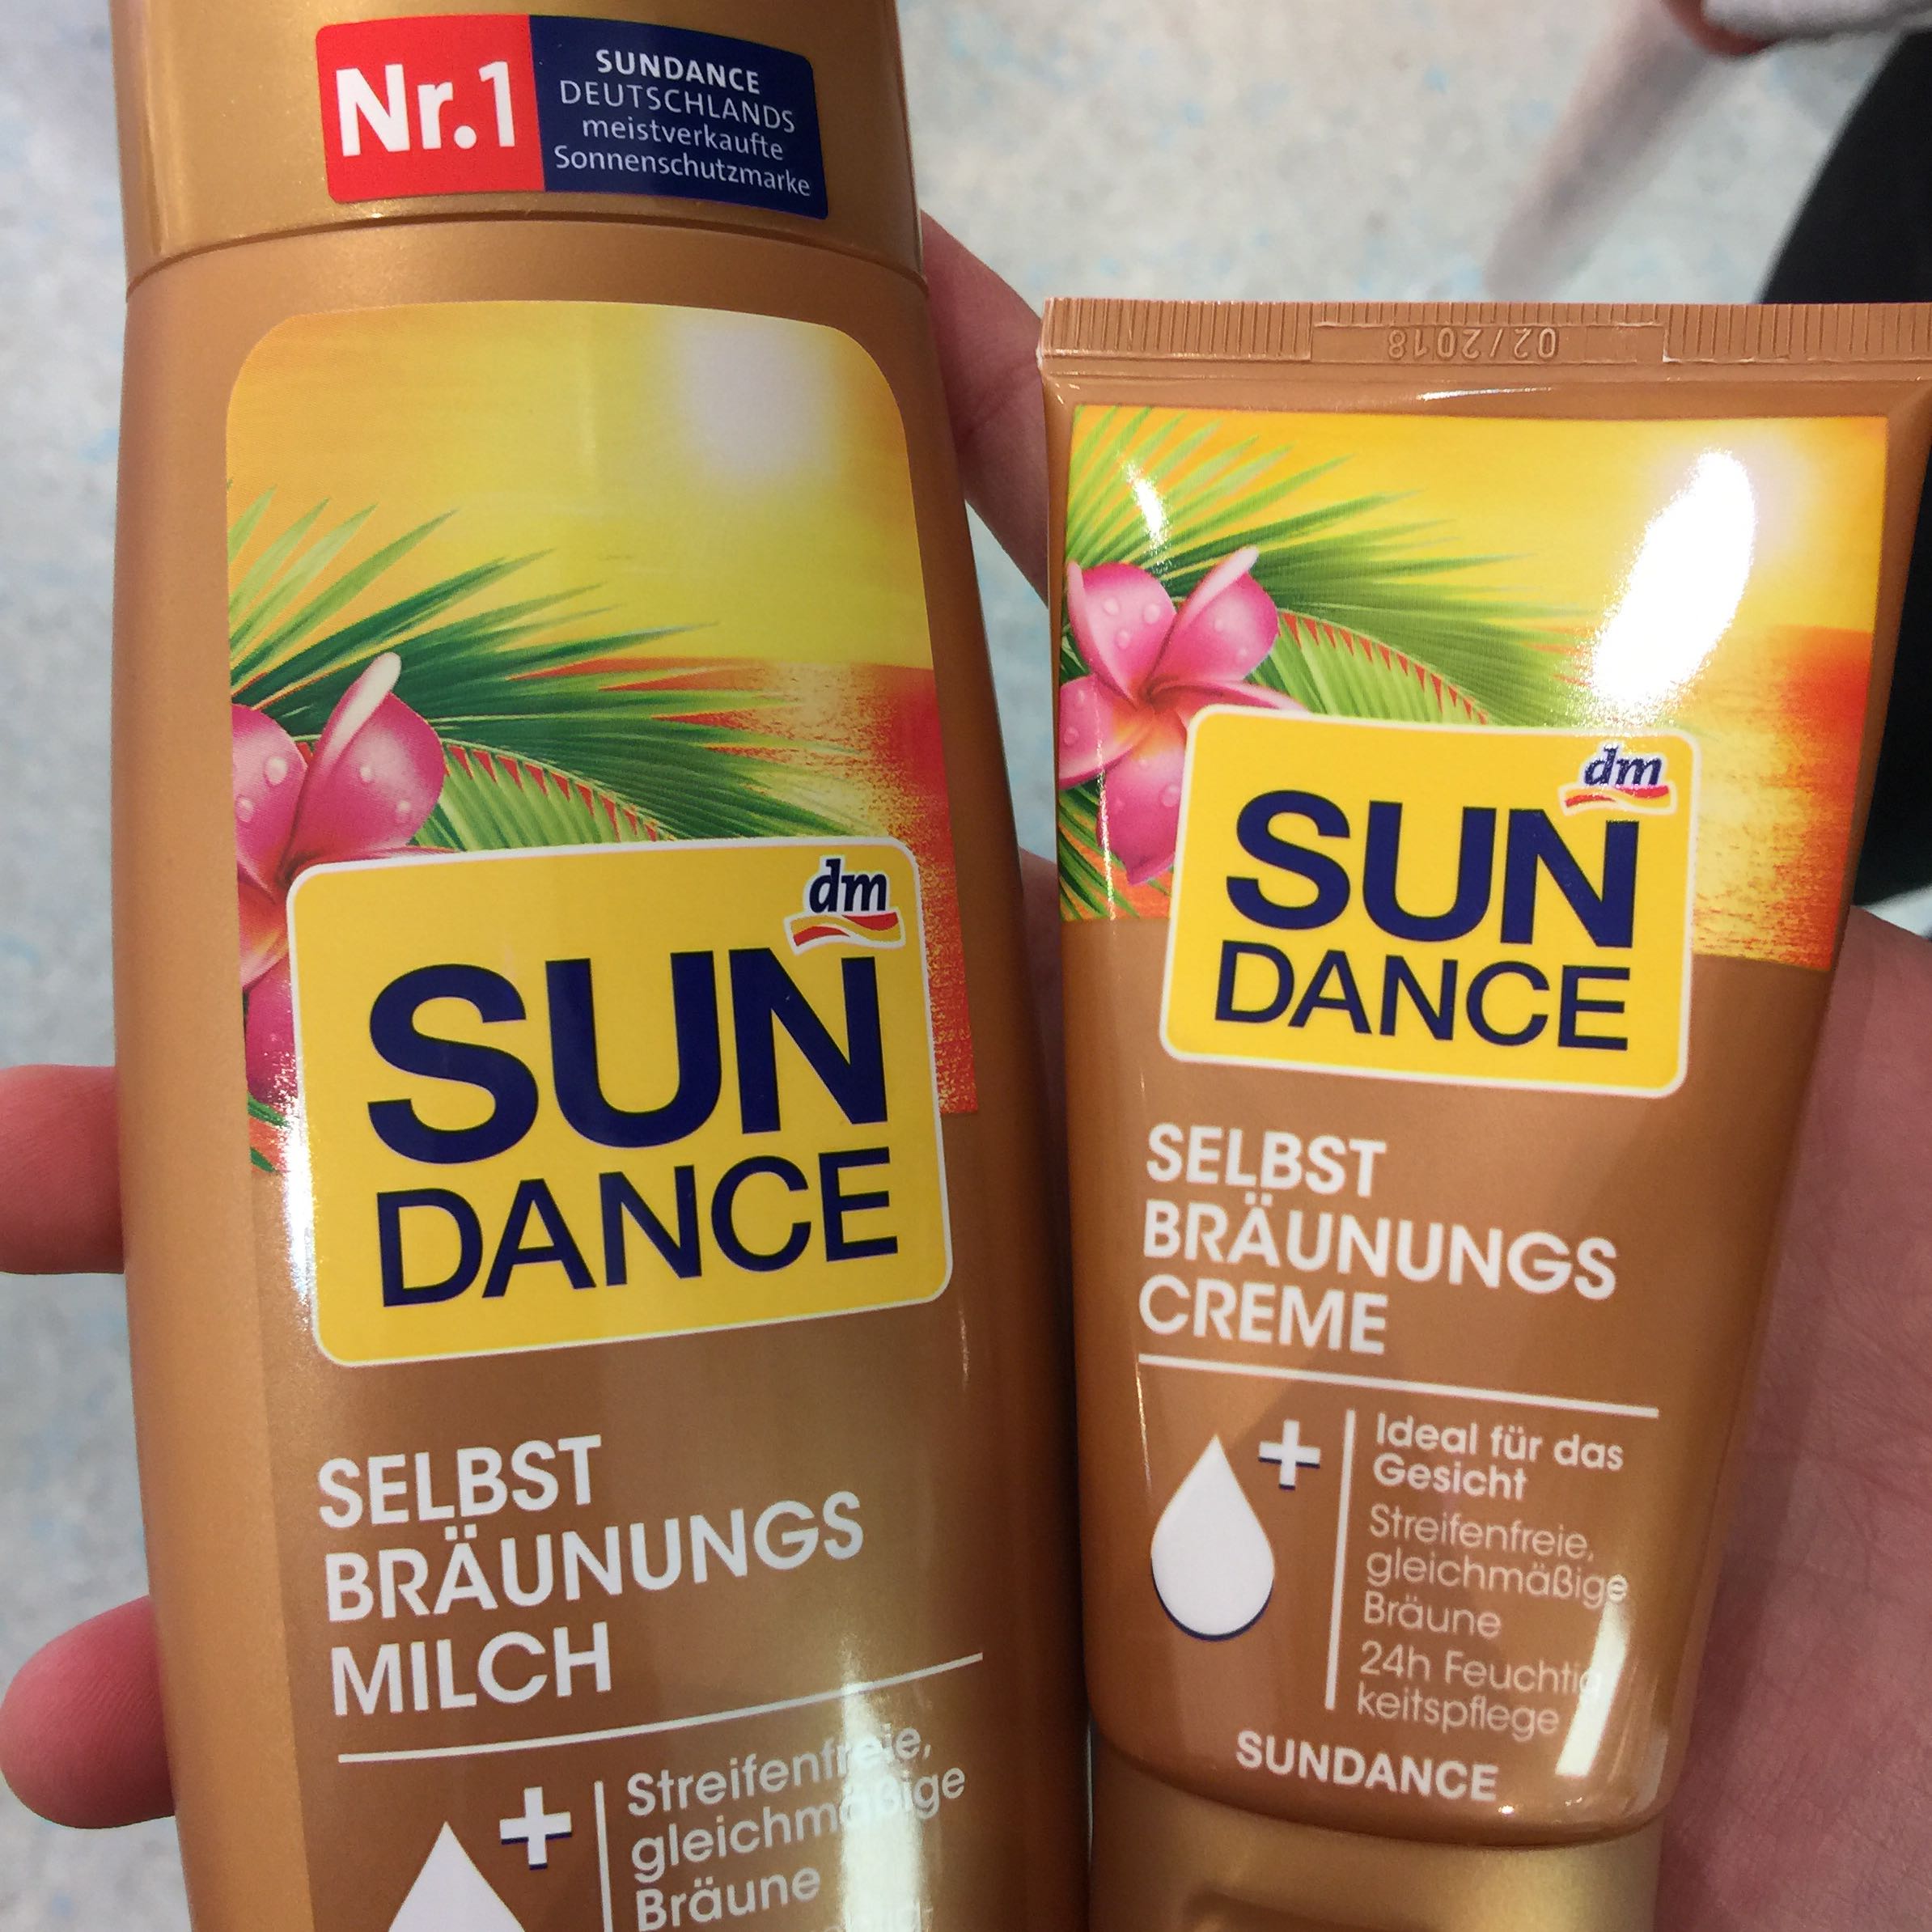 Nr.1
SUNDANCE
DEUTSCHLANDS
meistverkaufte
Sonnenschutzmarke
dm
SUN
DANCE
SELBST
BRÄUNUNGS
MILCH
+
Streifenfreie,
gleichmäßige
Bräune
02/2018
dm
SUN
DANCE
SELBST
BRÄUNUNGS
CREME
+
Ideal für das
Gesicht
Streifenfreie,
gleichmäßige
Bräune
24h Feuchtig
keitspflege
SUNDANCE